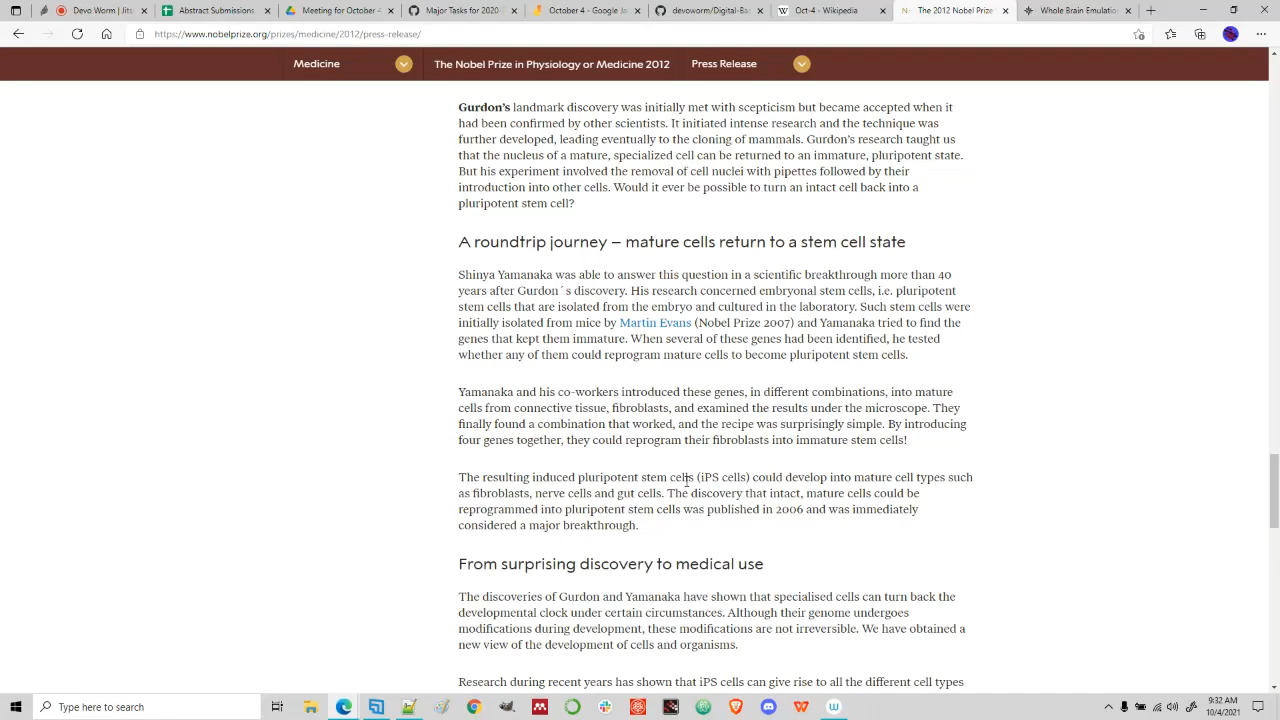 Deva Worm | Jits
Abstract Submissions
Meeting for October 4
Major Tasks for 2020-
October 4 - Google Ja
devoworm/Digital-Bac
Oct-4 - Wikipedia
The 2012 Nobel Prize
Whole Brain Emulation
https://www.nobelprize.org/prizes/medicine/2012/press-release/
Medicine
The Nobel Prize in Physiology or Medicine 2012
Press Release
Gurdon's landmark discovery was initially met with scepticism but became accepted when it
had been confirmed by other scientists. It initiated intense research and the technique was
further developed, leading eventually to the cloning of mammals. Gurdon's research taught us
that the nucleus of a mature, specialized cell can be returned to an immature, pluripotent state.
But his experiment involved the removal of cell nuclei with pipettes followed by their
introduction into other cells. Would it ever be possible to turn an intact cell back into a
pluripotent stem cell?
A roundtrip journey – mature cells return to a stem cell state
Shinya Yamanaka was able to answer this question in a scientific breakthrough more than 40
years after Gurdon´s discovery. His research concerned embryonal stem cells, i.e. pluripotent
stem cells that are isolated from the embryo and cultured in the laboratory. Such stem cells were
initially isolated from mice by Martin Evans (Nobel Prize 2007) and Yamanaka tried to find the
genes that kept them immature. When several of these genes had been identified, he tested
whether any of them could reprogram mature cells to become pluripotent stem cells.
Yamanaka and his co-workers introduced these genes, in different combinations, into mature
cells from connective tissue, fibroblasts, and examined the results under the microscope. They
finally found a combination that worked, and the recipe was surprisingly simple. By introducing
four genes together, they could reprogram their fibroblasts into immature stem cells!
The resulting induced pluripotent stem cells (iPS cells) could develop into mature cell types such
as fibroblasts, nerve cells and gut cells. The discovery that intact, mature cells could be
reprogrammed into pluripotent stem cells was published in 2006 and was immediately
considered a major breakthrough.
From surprising discovery to medical use
The discoveries of Gurdon and Yamanaka have shown that specialised cells can turn back the
developmental clock under certain circumstances. Although their genome undergoes
modifications during development, these modifications are not irreversible. We have obtained a
new view of the development of cells and organisms.
Research during recent years has shown that iPS cells can give rise to all the different cell types
Type here to search
9:32 AM
10/4/2021